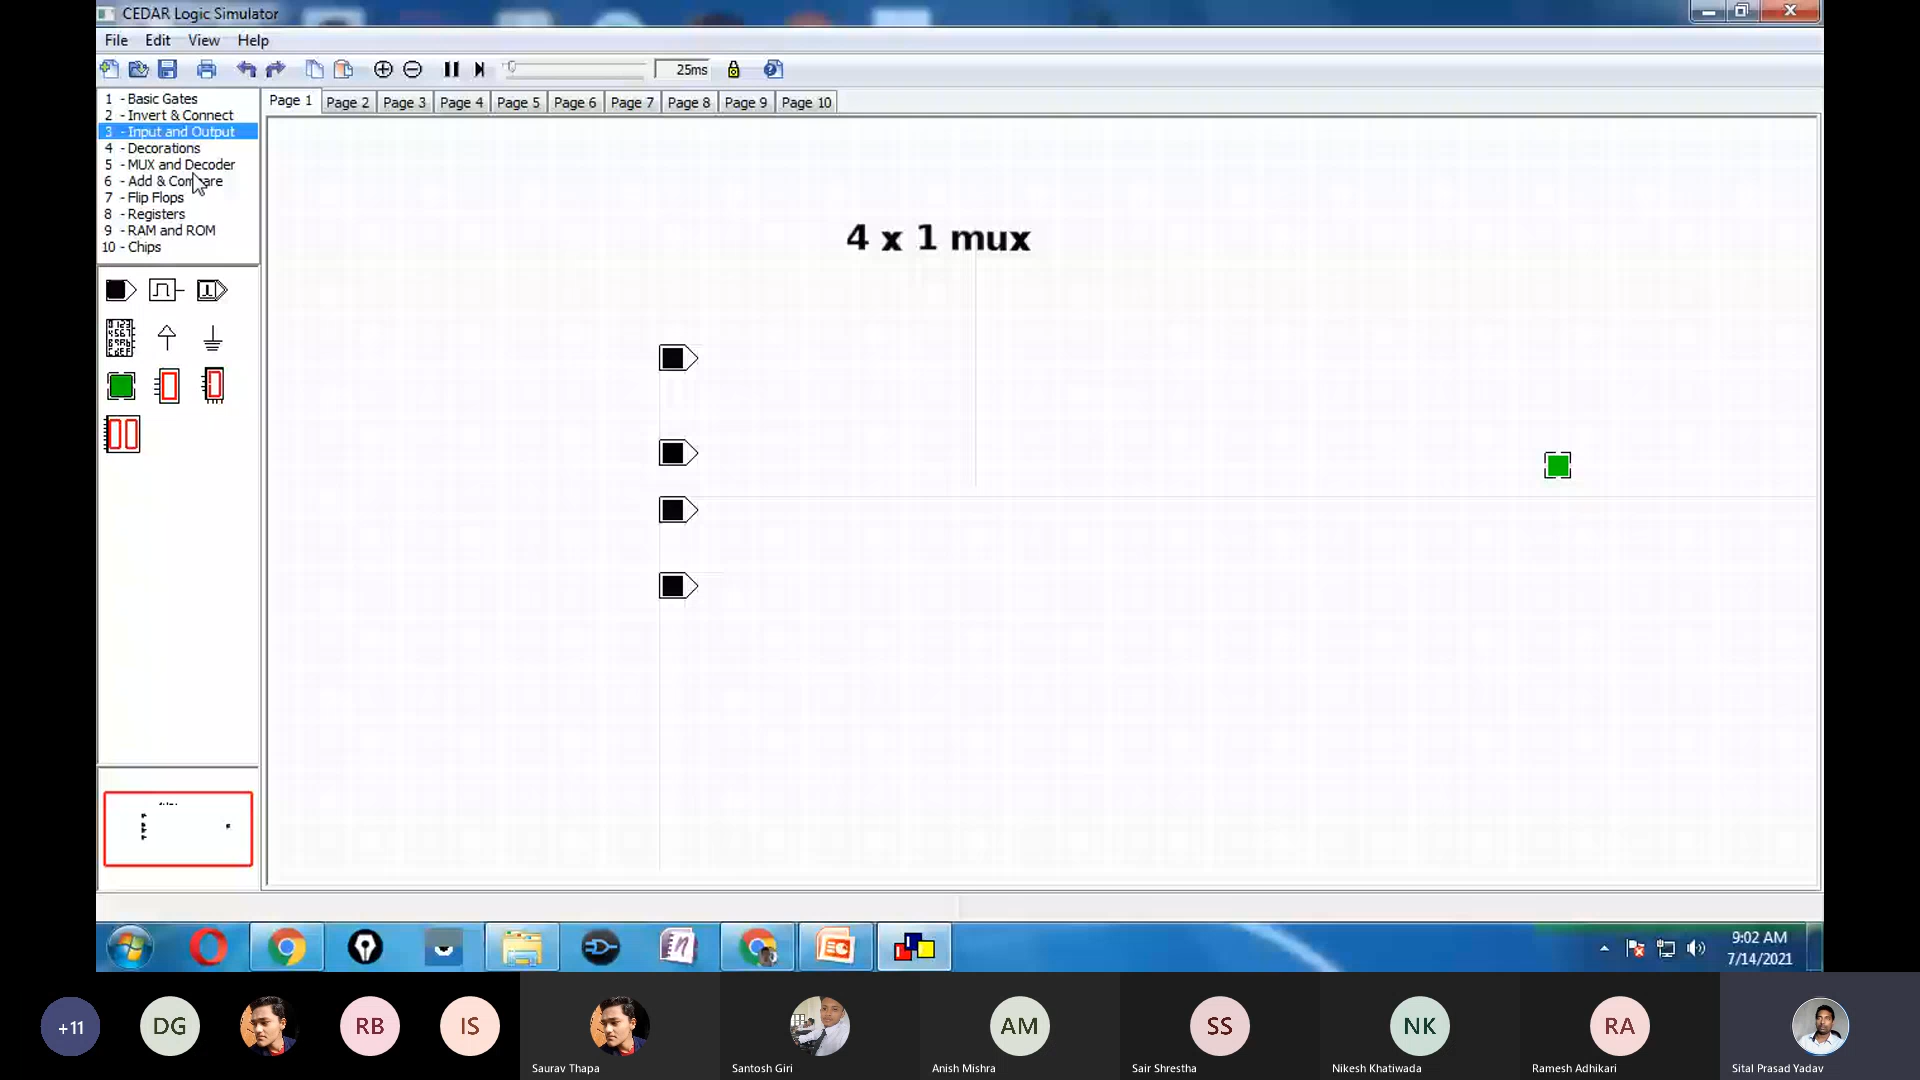 CEDAR Logic Simulator
File Edit View Help
25ms
1 - Basic Gates
2 - Invert & Connect
3 - Input and Output
4 - Decorations
5 - MUX and Decoder
6 - Add & Compare
7 - Flip Flops
8 - Registers
9 - RAM and ROM
10 - Chips
Page 1 Page 2 Page 3 Page 4 Page 5 Page 6 Page 7 Page 8 Page 9 Page 10
4 x 1 mux
9:02 AM
7/14/2021
+11 DG RB IS AM SS NK RA
Saurav Thapa Santosh Giri Anish Mishra Sair Shrestha Nikesh Khatiwada Ramesh Adhikari Sital Prasad Yadav